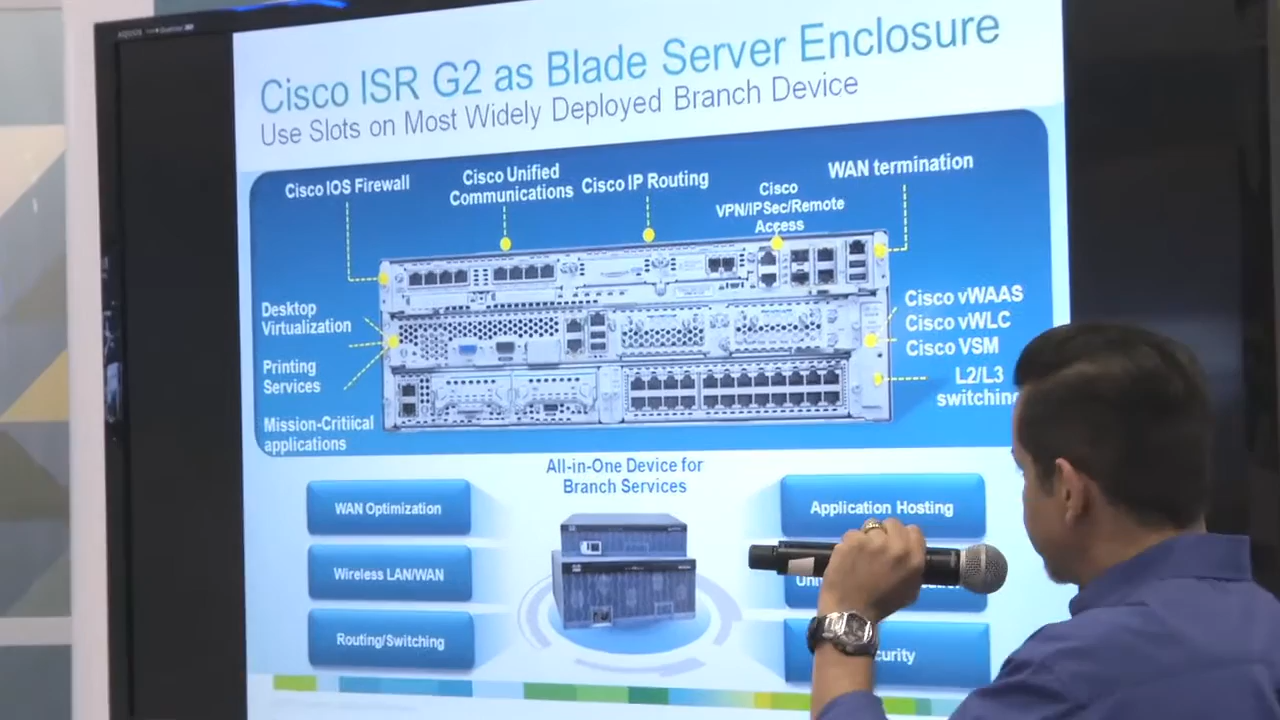 AQUOS
Cisco ISR G2 as Blade Server Enclosure
Use Slots on Most Widely Deployed Branch Device
Cisco IOS Firewall
Cisco Unified
Communications
Cisco IP Routing
Cisco
VPN/IPSec/Remote
Access
WAN termination
Desktop
Virtualization
Printing
Services
Mission-Critiical
applications
Cisco vWAAS
Cisco vWLC
Cisco VSM
L2/L3
switching
All-in-One Device for
Branch Services
WAN Optimization
Wireless LAN/WAN
Routing/Switching
Application Hosting